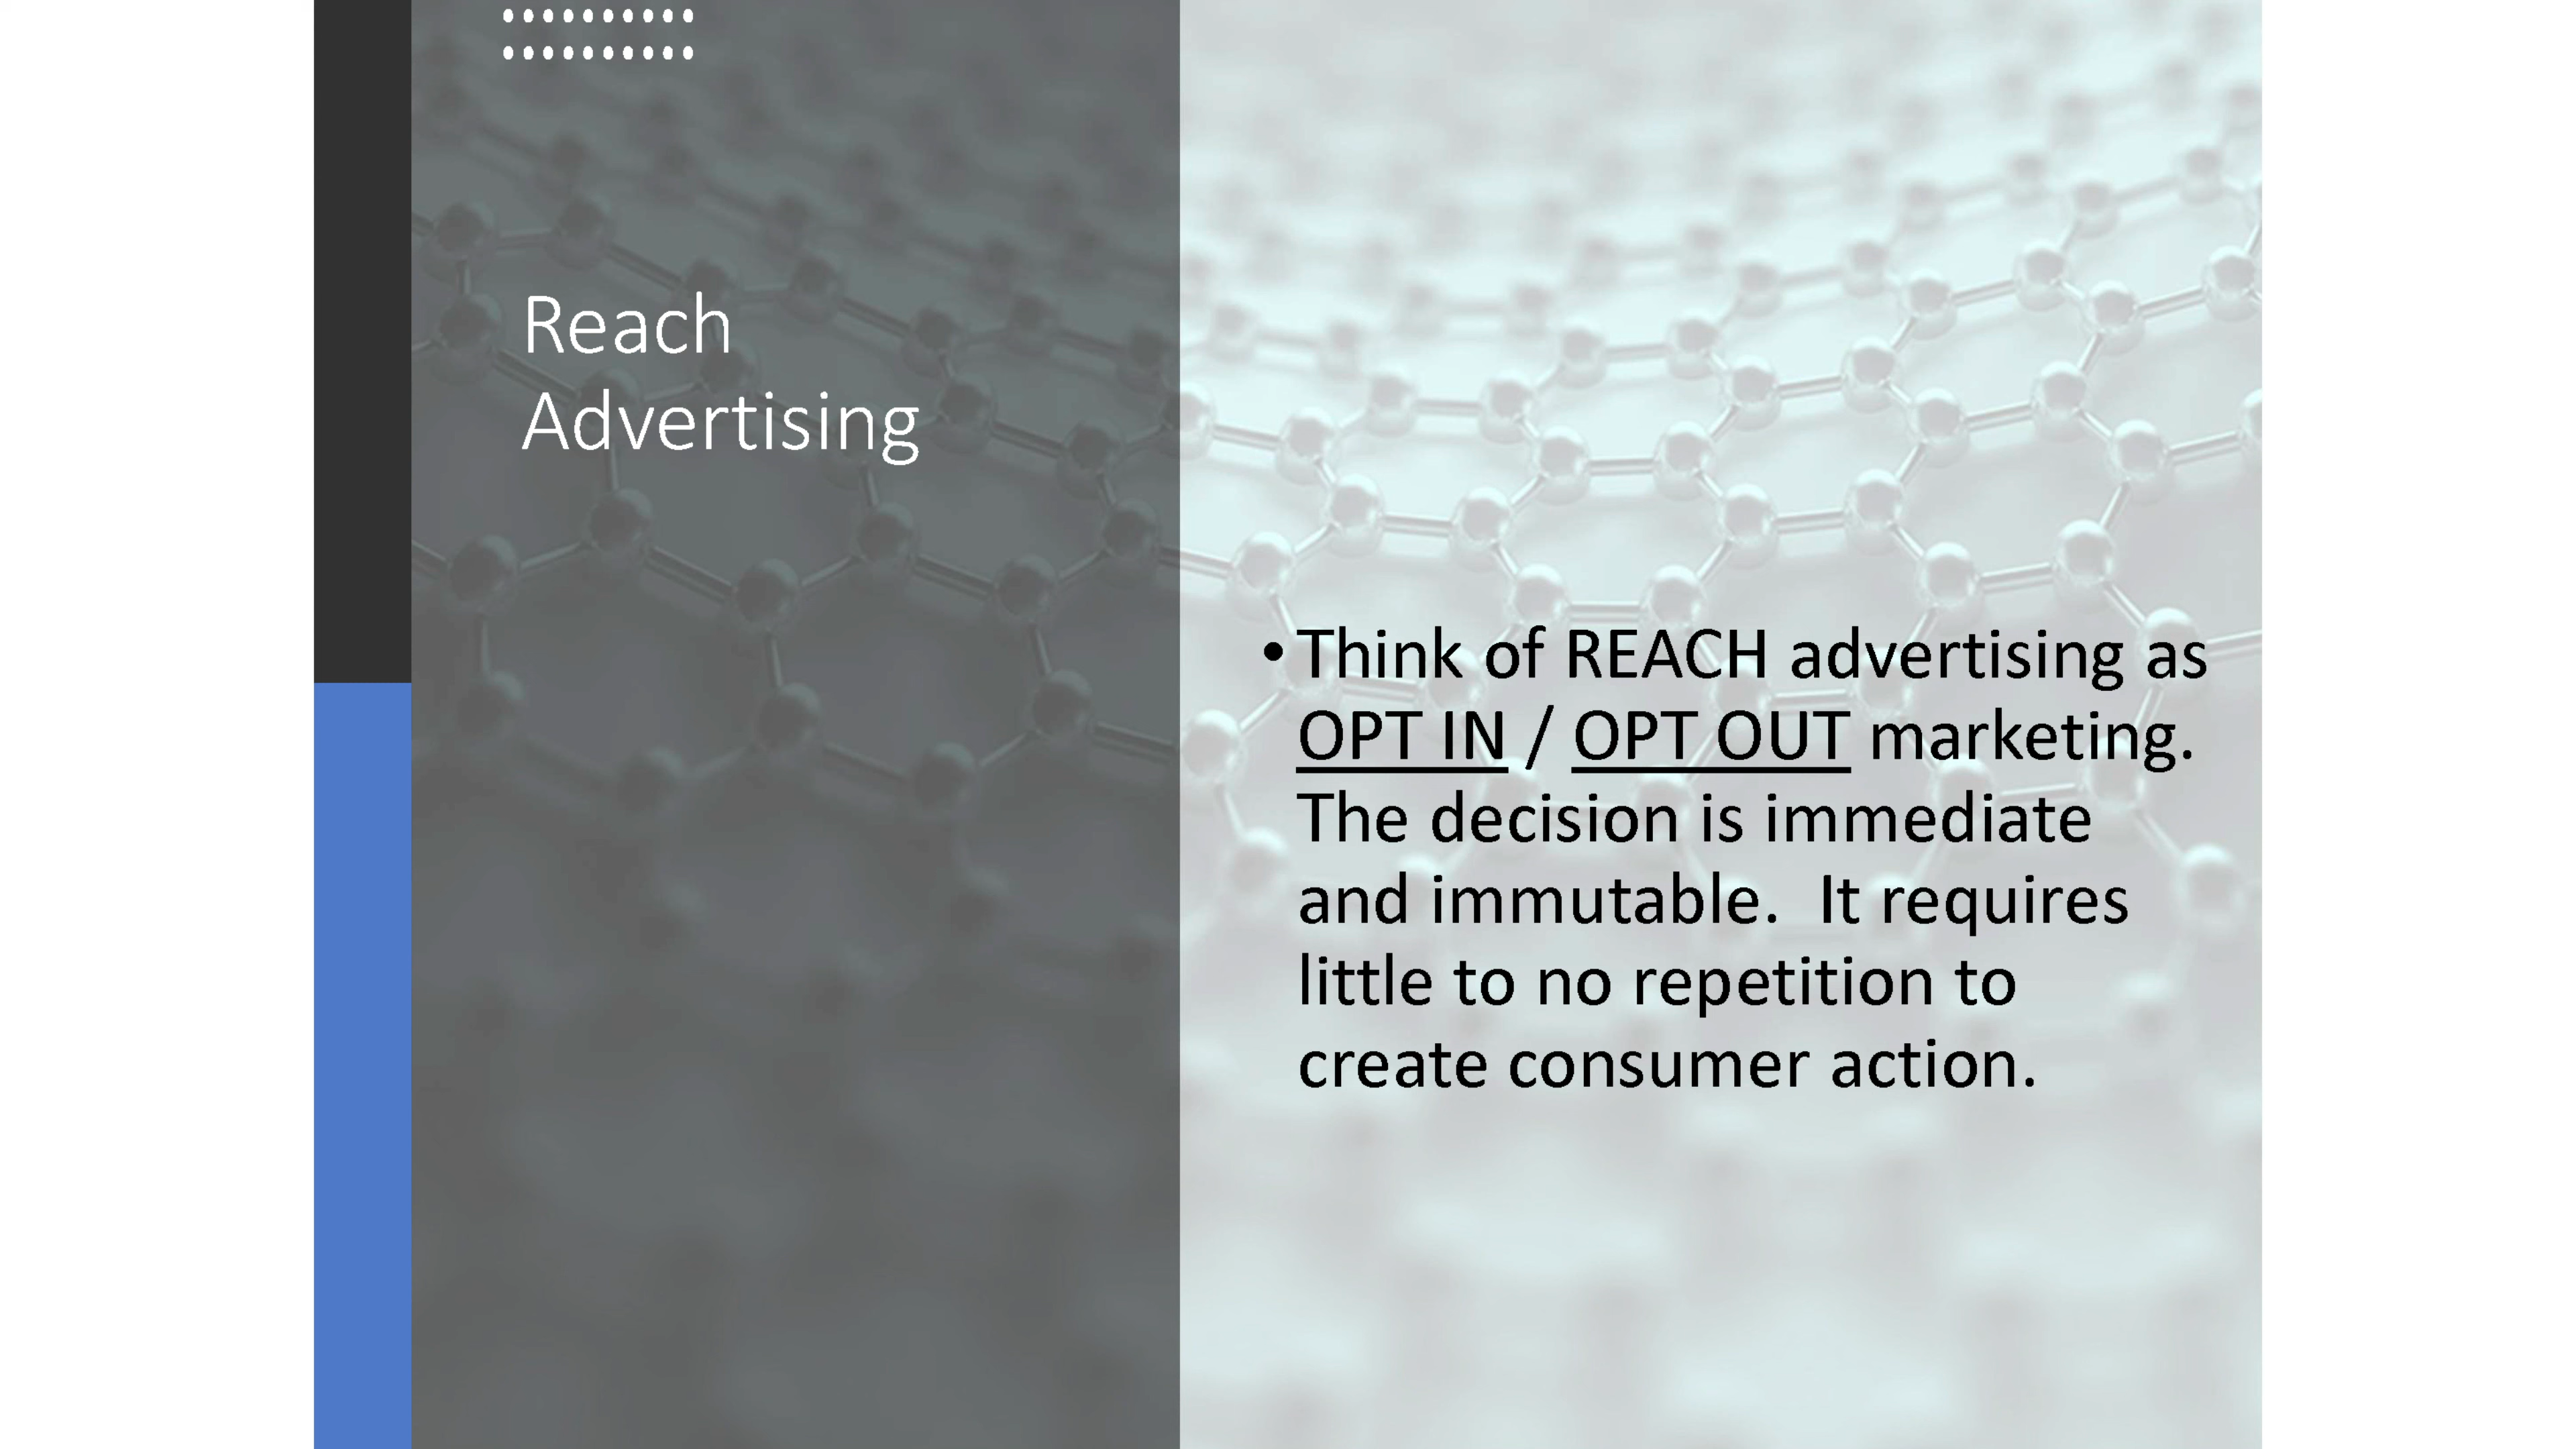 Reach
Advertising
• Think of REACH advertising as
OPT IN / OPT OUT marketing.
The decision is immediate
and immutable.  It requires
little to no repetition to
create consumer action.